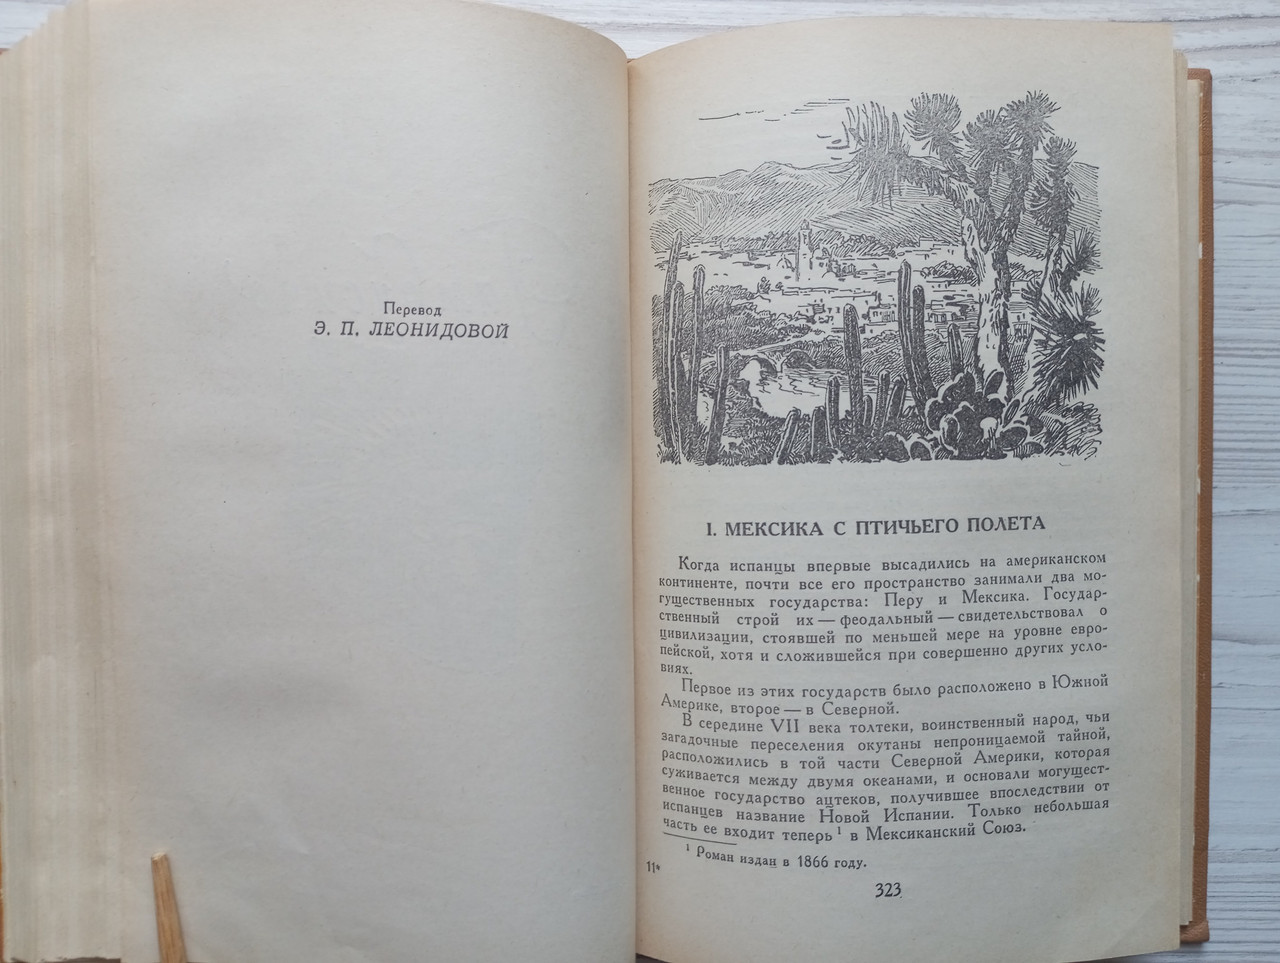 Перевод
Э. П. ЛЕОНИДОВОЙ
I. МЕКСИКА С ПТИЧЬЕГО ПОЛЕТА
Когда испанцы впервые высадились на американском
континенте, почти все его пространство занимали два мо-
гущественных государства: Перу и Мексика. Государ-
ственный строй их — феодальный — свидетельствовал о
цивилизации, стоявшей по меньшей мере на уровне евро-
пейской, хотя и сложившейся при совершенно других усло-
виях.
Первое из этих государств было расположено в Южной
Америке, второе — в Северной.
В середине VII века толтеки, воинственный народ, чьи
загадочные переселения окутаны непроницаемой тайной,
расположились в той части Северной Америки, которая
суживается между двумя океанами, и основали могущест-
венное государство ацтеков, получившее впоследствии от
испанцев название Новой Испании. Только небольшая
часть ее входит теперь ¹ в Мексиканский Союз.
¹ Роман издан в 1866 году.
11*
323